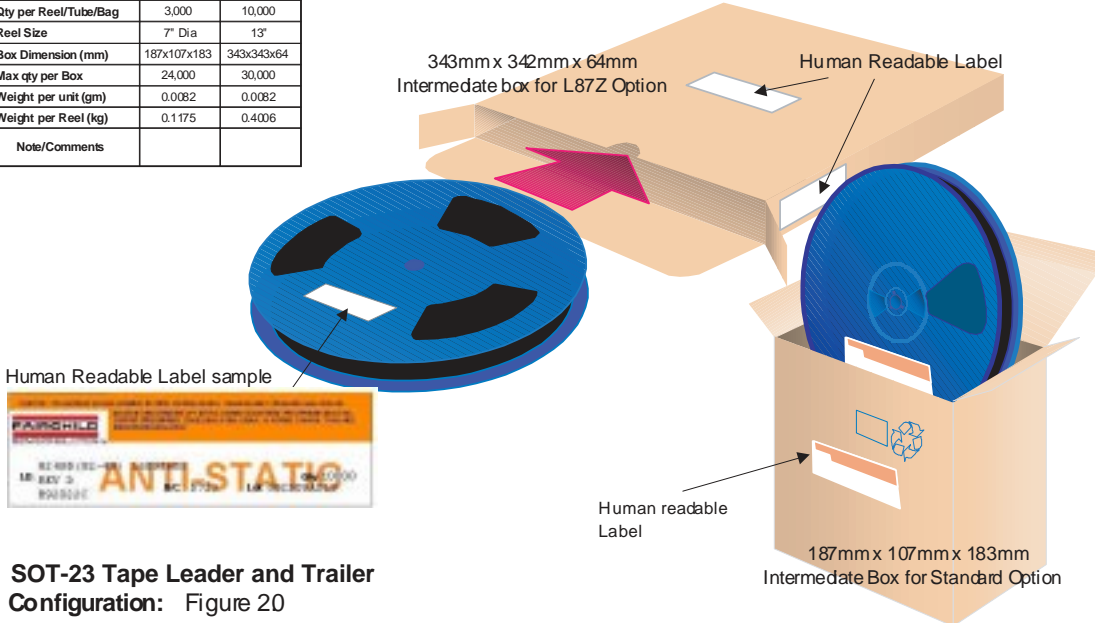 Qty per Reel/Tube/Bag 3,000 10,000
Reel Size 7" Dia 13"
Box Dimension (mm) 187x107x183 343x343x64
Max qty per Box 24,000 30,000
Weight per unit (gm) 0.0082 0.0082
Weight per Reel (kg) 0.1175 0.4006
Note/Comments
343mm x 342mm x 64mm
Intermediate box for L87Z Option
Human Readable Label
Human Readable Label sample
FAIRCHILD
ANTI-STATIC
Human readable
Label
187mm x 107mm x 183mm
Intermediate Box for Standard Option
SOT-23 Tape Leader and Trailer
Configuration: Figure 20